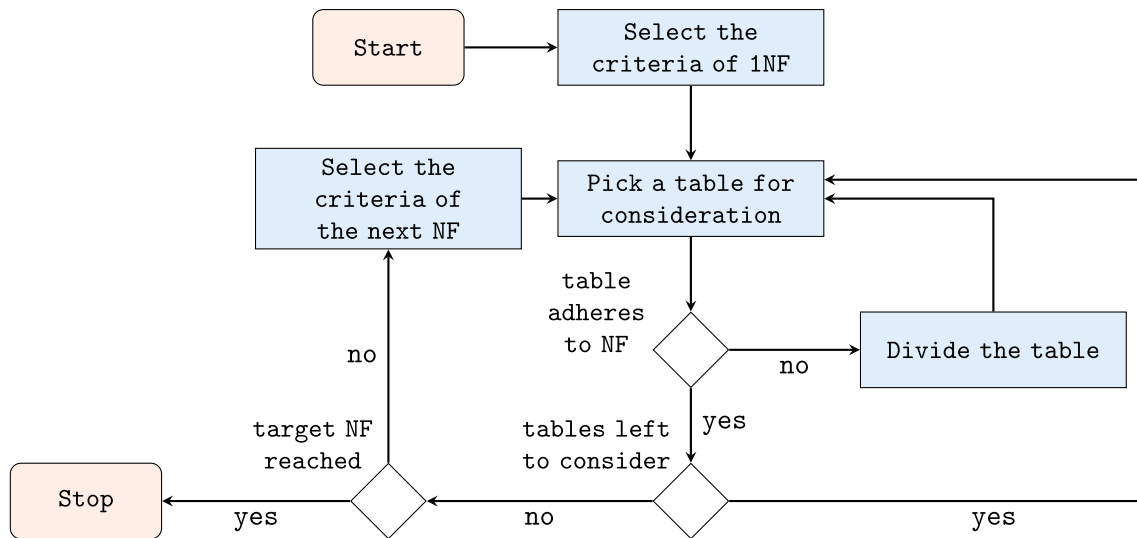 Start
Select the
criteria of 1NF
Select the
criteria of
the next NF
Pick a table for
consideration
table
adheres
to NF
no
Divide the table
no
yes
target NF
reached
tables left
to consider
Stop
yes
no
yes